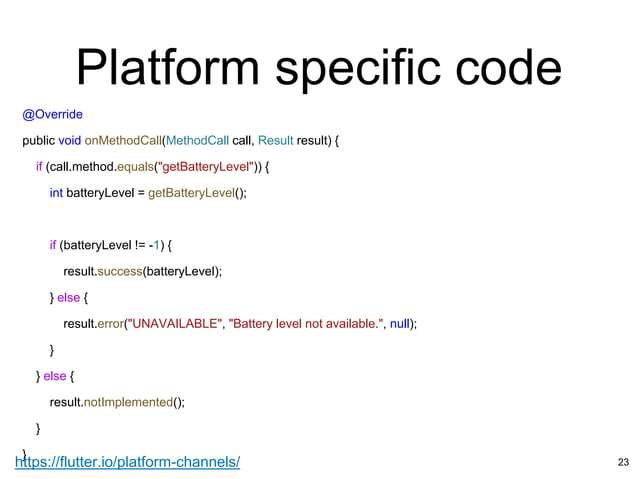 Platform specific code
@Override
public void onMethodCall(MethodCall call, Result result) {
if (call.method.equals("getBatteryLevel")) {
int batteryLevel = getBatteryLevel();
if (batteryLevel != -1) {
result.success(batteryLevel);
} else {
result.error("UNAVAILABLE", "Battery level not available.", null);
}
} else {
result.notImplemented();
}
}
https://flutter.io/platform-channels/
23